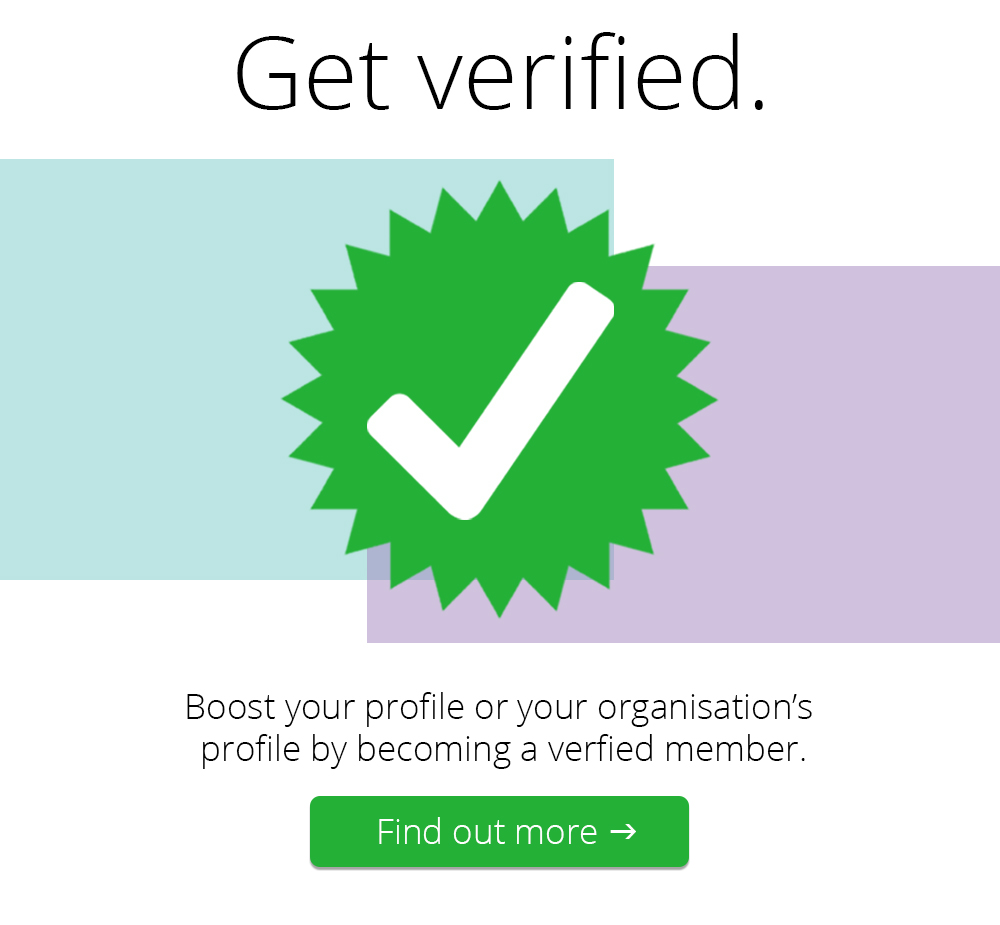 Get verified.
Boost your profile or your organisation’s
profile by becoming a verfied member.
Find out more →